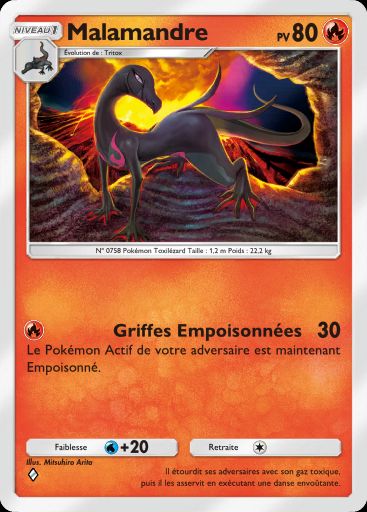 NIVEAU 1
Malamandre
PV 80
Évolution de : Tritox
N° 0758 Pokémon Toxilézard Taille : 1,2 m Poids : 22,2 kg
Griffes Empoisonnées 30
Le Pokémon Actif de votre adversaire est maintenant
Empoisonné.
Faiblesse +20 Retraite
Illus. Mitsuhiro Arita
Il étourdit ses adversaires avec son gaz toxique,
puis il les asservit en exécutant une danse envoûtante.